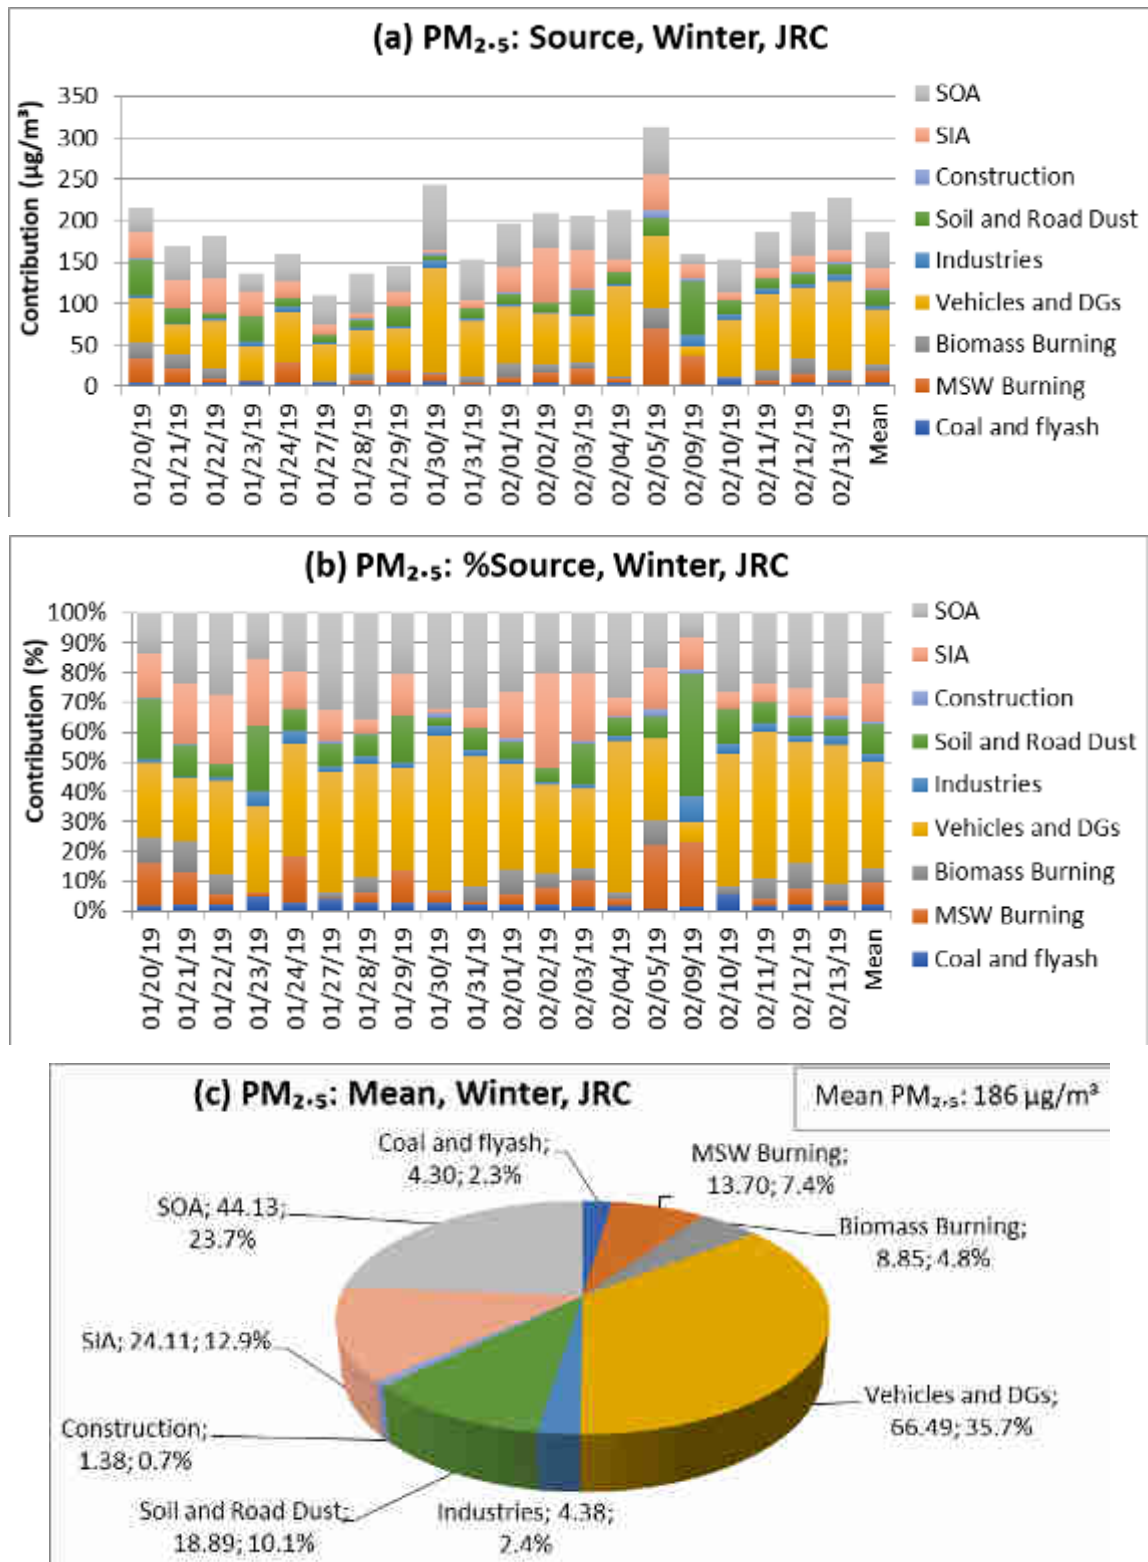 (a) PM₂.₅: Source, Winter, JRC
Contribution (µg/m³)
350
300
250
200
150
100
50
0
01/20/19
01/21/19
01/22/19
01/23/19
01/24/19
01/27/19
01/28/19
01/29/19
01/30/19
01/31/19
02/01/19
02/02/19
02/03/19
02/04/19
02/05/19
02/09/19
02/10/19
02/11/19
02/12/19
02/13/19
Mean
SOA
SIA
Construction
Soil and Road Dust
Industries
Vehicles and DGs
Biomass Burning
MSW Burning
Coal and flyash
(b) PM₂.₅: %Source, Winter, JRC
Contribution (%)
100%
90%
80%
70%
60%
50%
40%
30%
20%
10%
0%
01/20/19
01/21/19
01/22/19
01/23/19
01/24/19
01/27/19
01/28/19
01/29/19
01/30/19
01/31/19
02/01/19
02/02/19
02/03/19
02/04/19
02/05/19
02/09/19
02/10/19
02/11/19
02/12/19
02/13/19
Mean
SOA
SIA
Construction
Soil and Road Dust
Industries
Vehicles and DGs
Biomass Burning
MSW Burning
Coal and flyash
(c) PM₂.₅: Mean, Winter, JRC
Mean PM₂.₅: 186 µg/m³
Coal and flyash;
4.30; 2.3%
MSW Burning;
13.70; 7.4%
Biomass Burning;
8.85; 4.8%
Vehicles and DGs;
66.49; 35.7%
Industries; 4.38;
2.4%
Soil and Road Dust;
18.89; 10.1%
Construction;
1.38; 0.7%
SIA; 24.11; 12.9%
SOA; 44.13;
23.7%